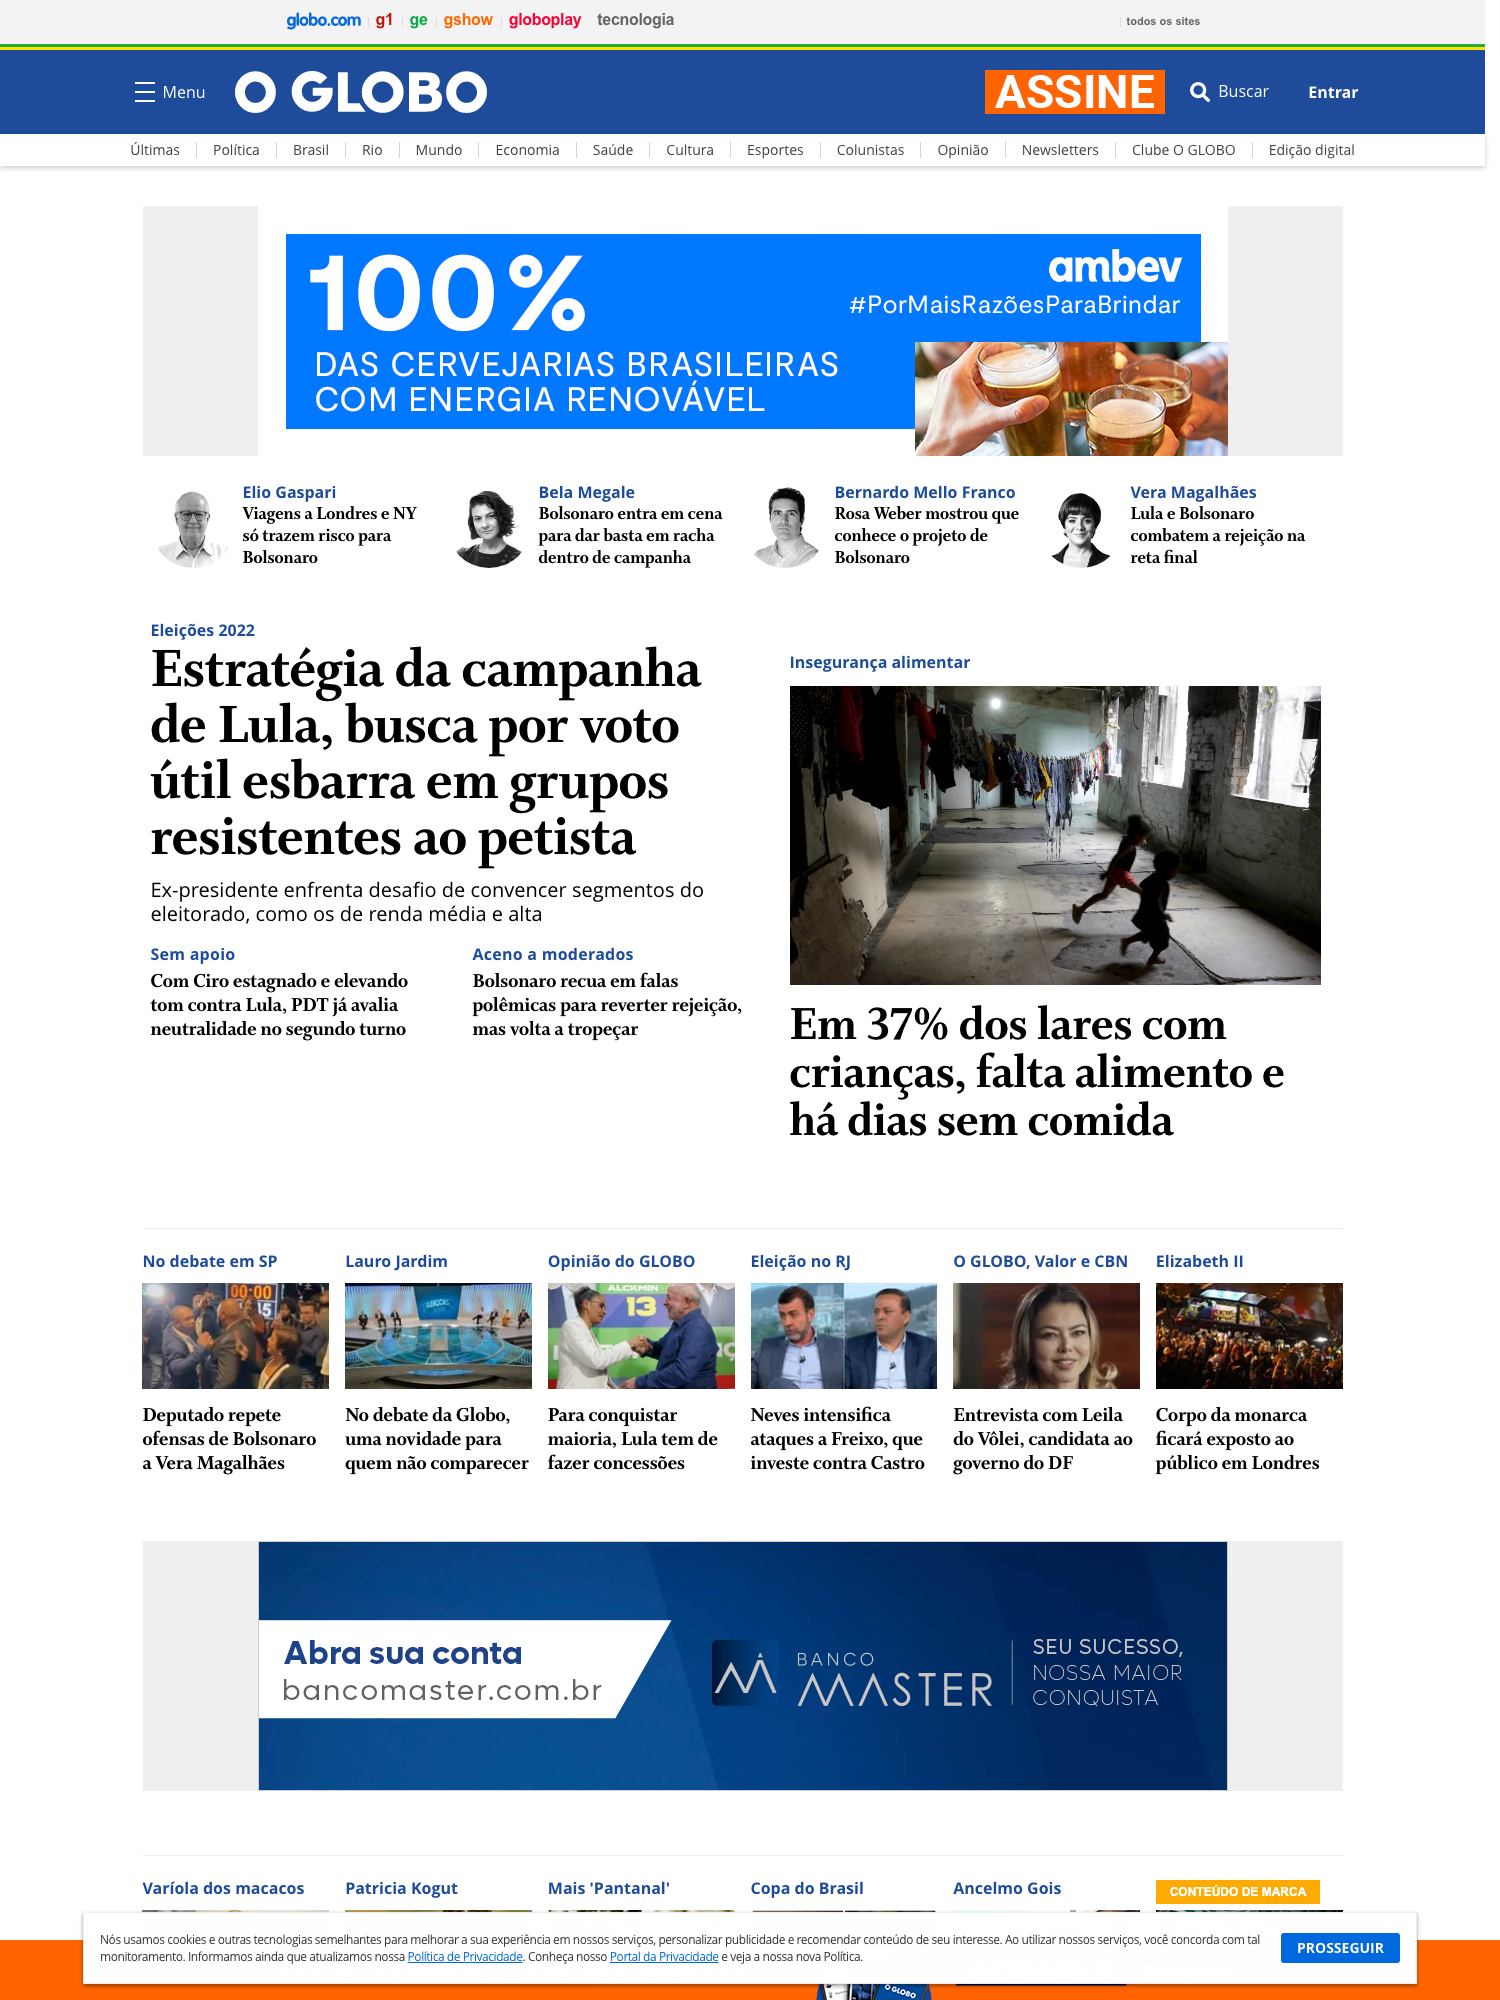 globo.com g1 ge gshow globoplay tecnologia todos os sites
Menu O GLOBO ASSINE Buscar Entrar
Últimas Política Brasil Rio Mundo Economia Saúde Cultura Esportes Colunistas Opinião Newsletters Clube O GLOBO Edição digital
100%
DAS CERVEJARIAS BRASILEIRAS
COM ENERGIA RENOVÁVEL
ambev
#PorMaisRazõesParaBrindar
Elio Gaspari
Viagens a Londres e NY
só trazem risco para
Bolsonaro
Bela Megale
Bolsonaro entra em cena
para dar basta em racha
dentro de campanha
Bernardo Mello Franco
Rosa Weber mostrou que
conhece o projeto de
Bolsonaro
Vera Magalhães
Lula e Bolsonaro
combatem a rejeição na
reta final
Eleições 2022
Estratégia da campanha
de Lula, busca por voto
útil esbarra em grupos
resistentes ao petista
Ex-presidente enfrenta desafio de convencer segmentos do
eleitorado, como os de renda média e alta
Sem apoio
Com Ciro estagnado e elevando
tom contra Lula, PDT já avalia
neutralidade no segundo turno
Aceno a moderados
Bolsonaro recua em falas
polêmicas para reverter rejeição,
mas volta a tropeçar
Insegurança alimentar
Em 37% dos lares com
crianças, falta alimento e
há dias sem comida
No debate em SP
00:00
Deputado repete
ofensas de Bolsonaro
a Vera Magalhães
Lauro Jardim
No debate da Globo,
uma novidade para
quem não comparecer
Opinião do GLOBO
ALCKMIN
13
Para conquistar
maioria, Lula tem de
fazer concessões
Eleição no RJ
Neves intensifica
ataques a Freixo, que
investe contra Castro
O GLOBO, Valor e CBN
Entrevista com Leila
do Vôlei, candidata ao
governo do DF
Elizabeth II
Corpo da monarca
ficará exposto ao
público em Londres
Abra sua conta
bancomaster.com.br
BANCO
MASTER
SEU SUCESSO,
NOSSA MAIOR
CONQUISTA
Varíola dos macacos
Patricia Kogut
Mais 'Pantanal'
Copa do Brasil
Ancelmo Gois
CONTEÚDO DE MARCA
Nós usamos cookies e outras tecnologias semelhantes para melhorar a sua experiência em nossos serviços, personalizar publicidade e recomendar conteúdo de seu interesse. Ao utilizar nossos serviços, você concorda com tal
monitoramento. Informamos ainda que atualizamos nossa Política de Privacidade. Conheça nosso Portal da Privacidade e veja a nossa nova Política.
PROSSEGUIR
O GLOBO